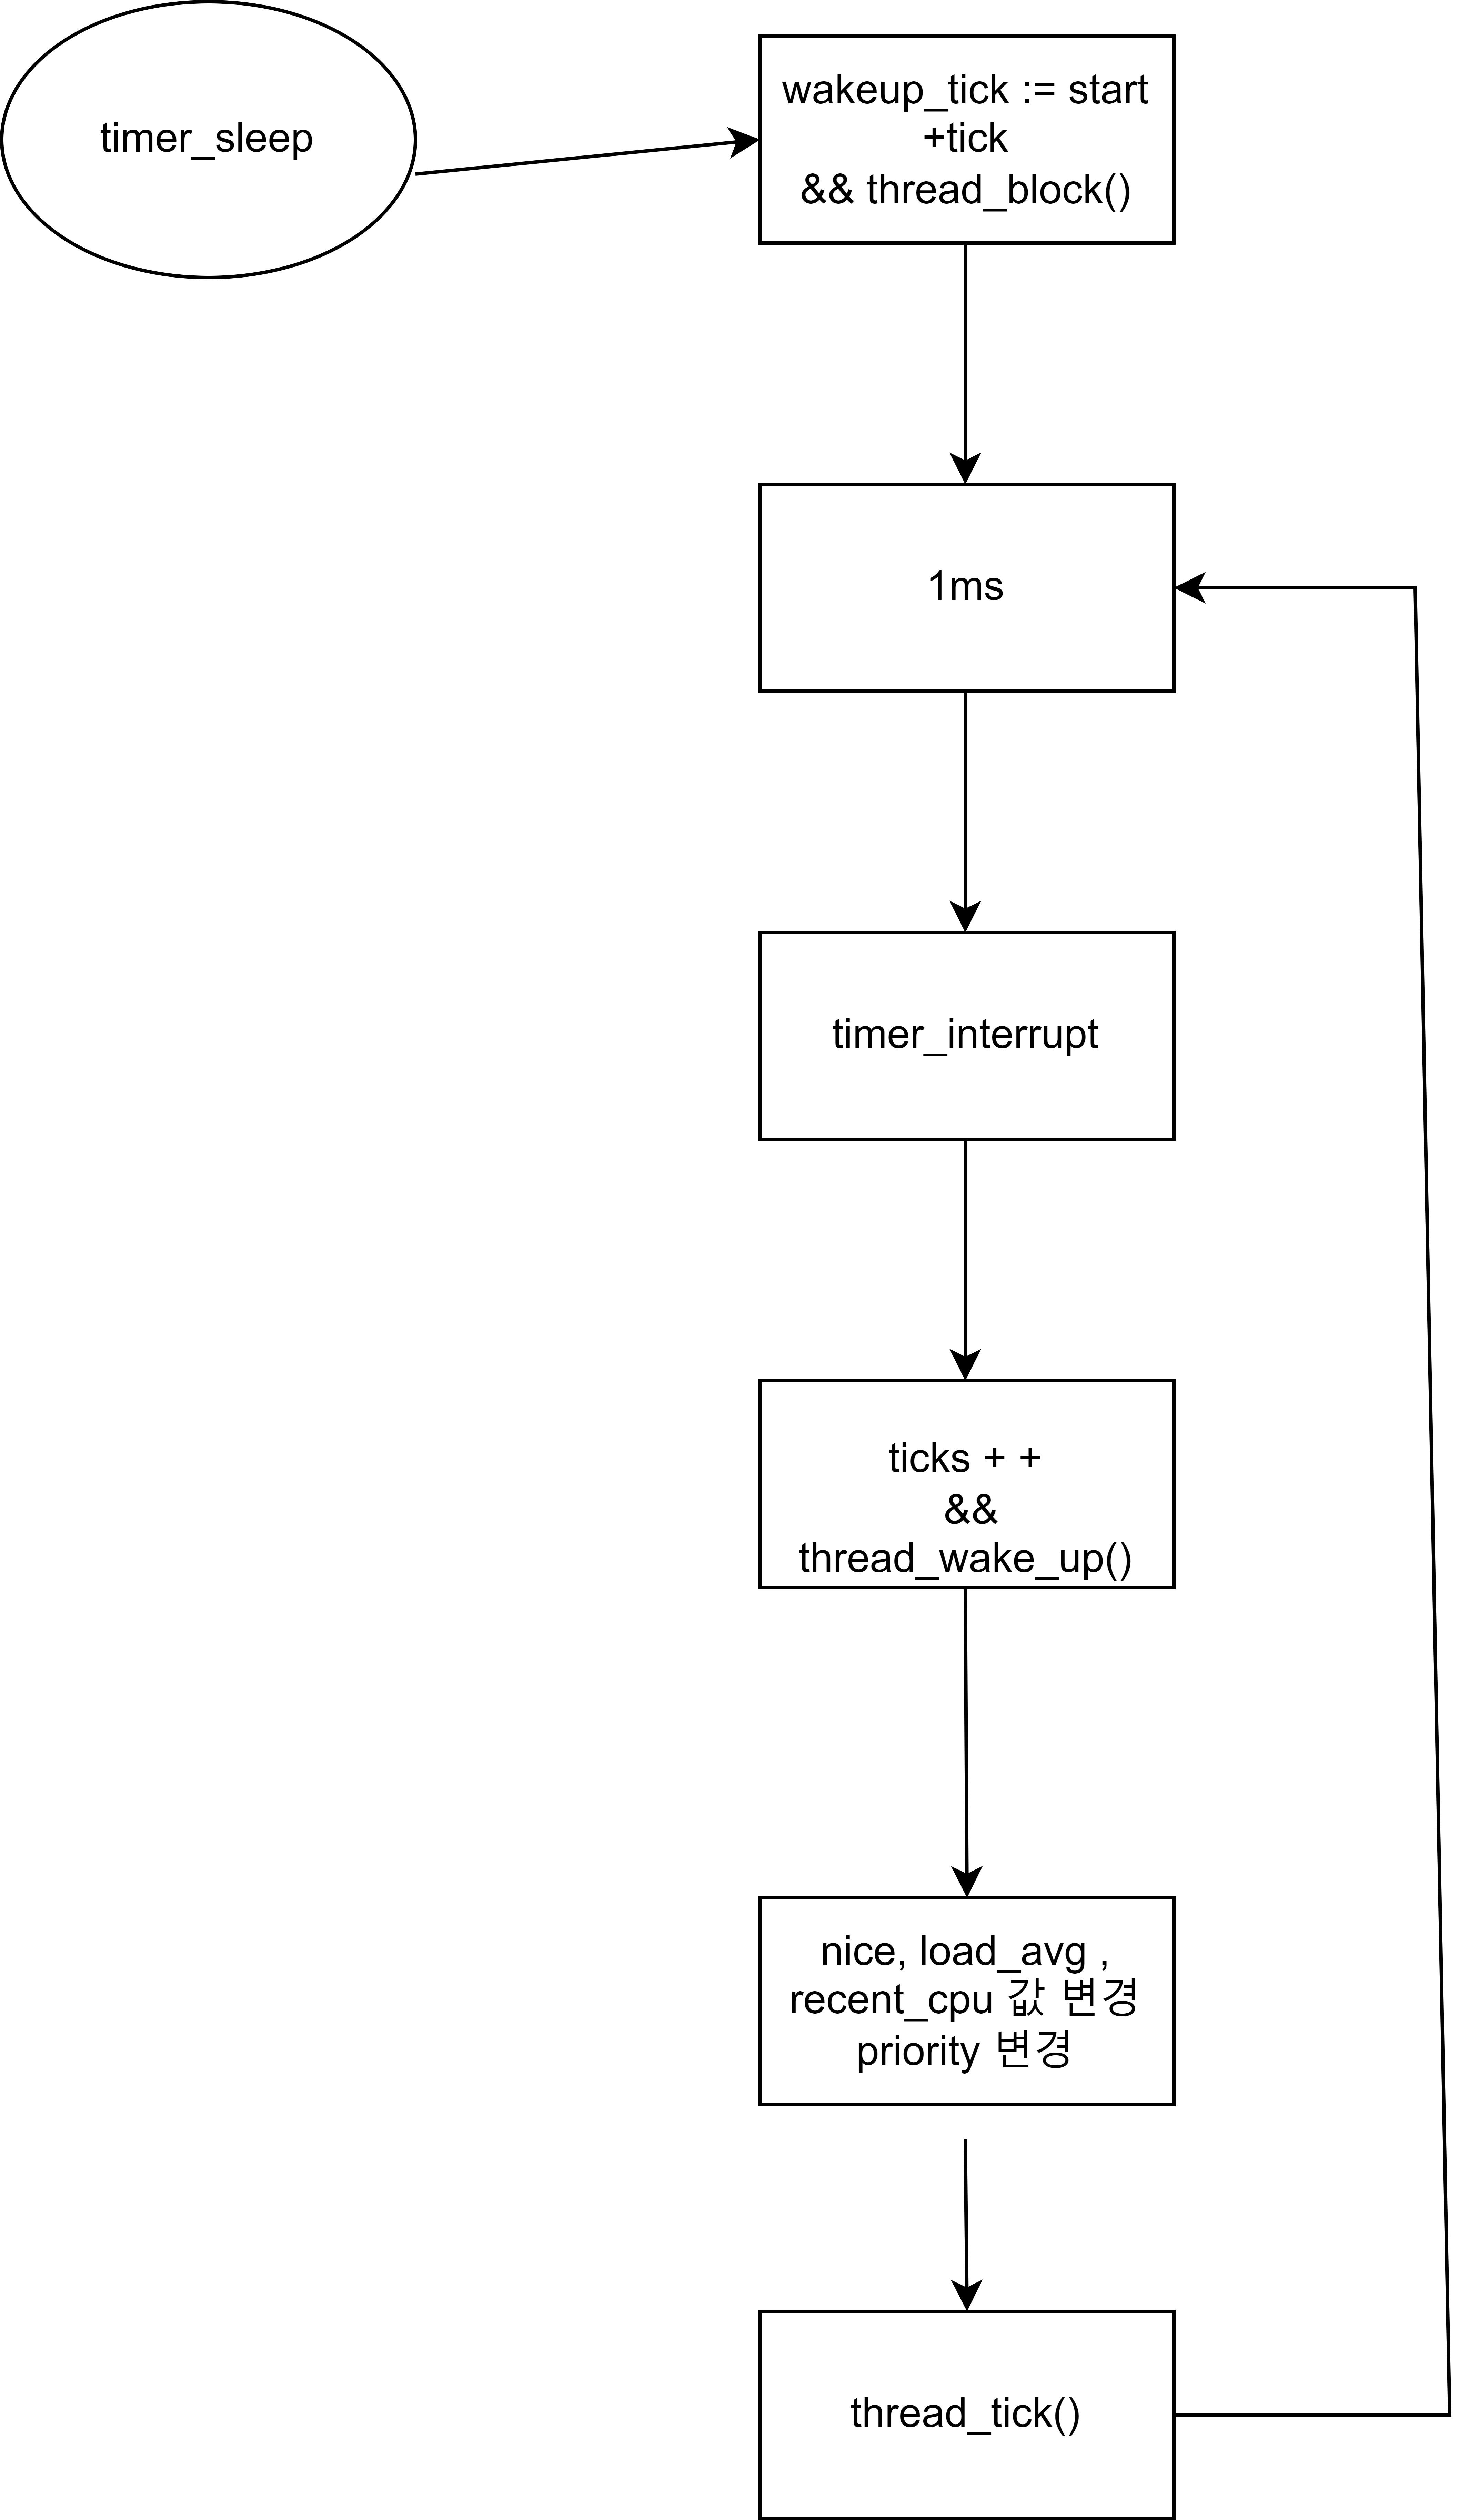 timer_sleep
wakeup_tick := start
+tick
&& thread_block()
1ms
timer_interrupt
ticks + +
&&
thread_wake_up()
nice, load_avg ,
recent_cpu 값 변경
priority 변경
thread_tick()